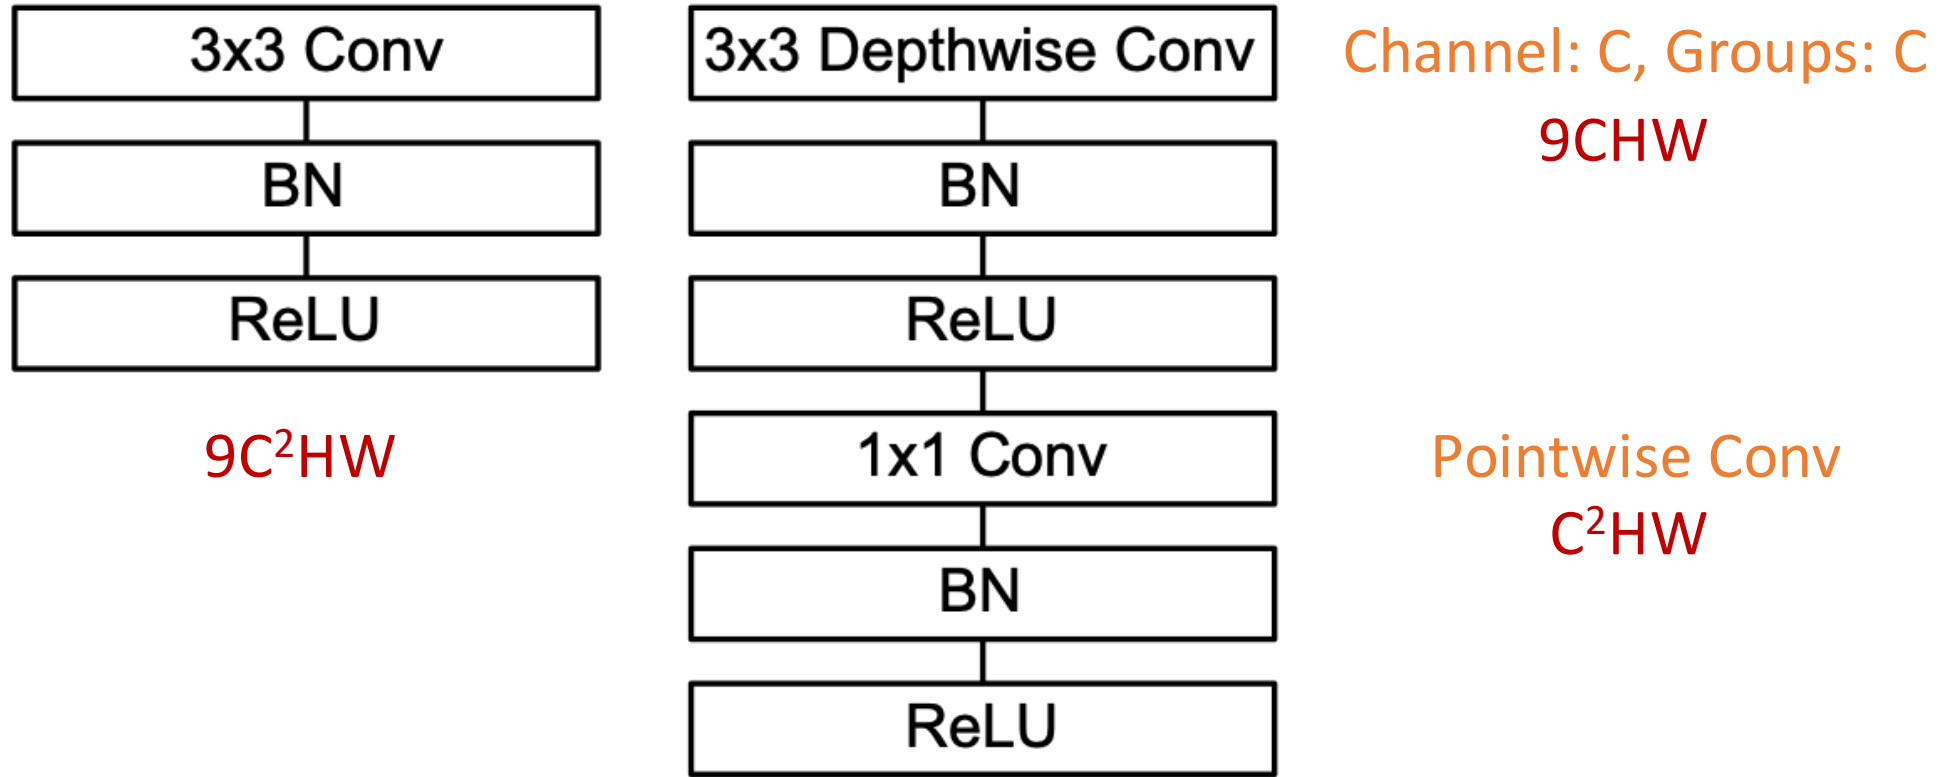 3x3 Conv
BN
ReLU
9C²HW
3x3 Depthwise Conv
BN
ReLU
1x1 Conv
BN
ReLU
Channel: C, Groups: C
9CHW
Pointwise Conv
C²HW